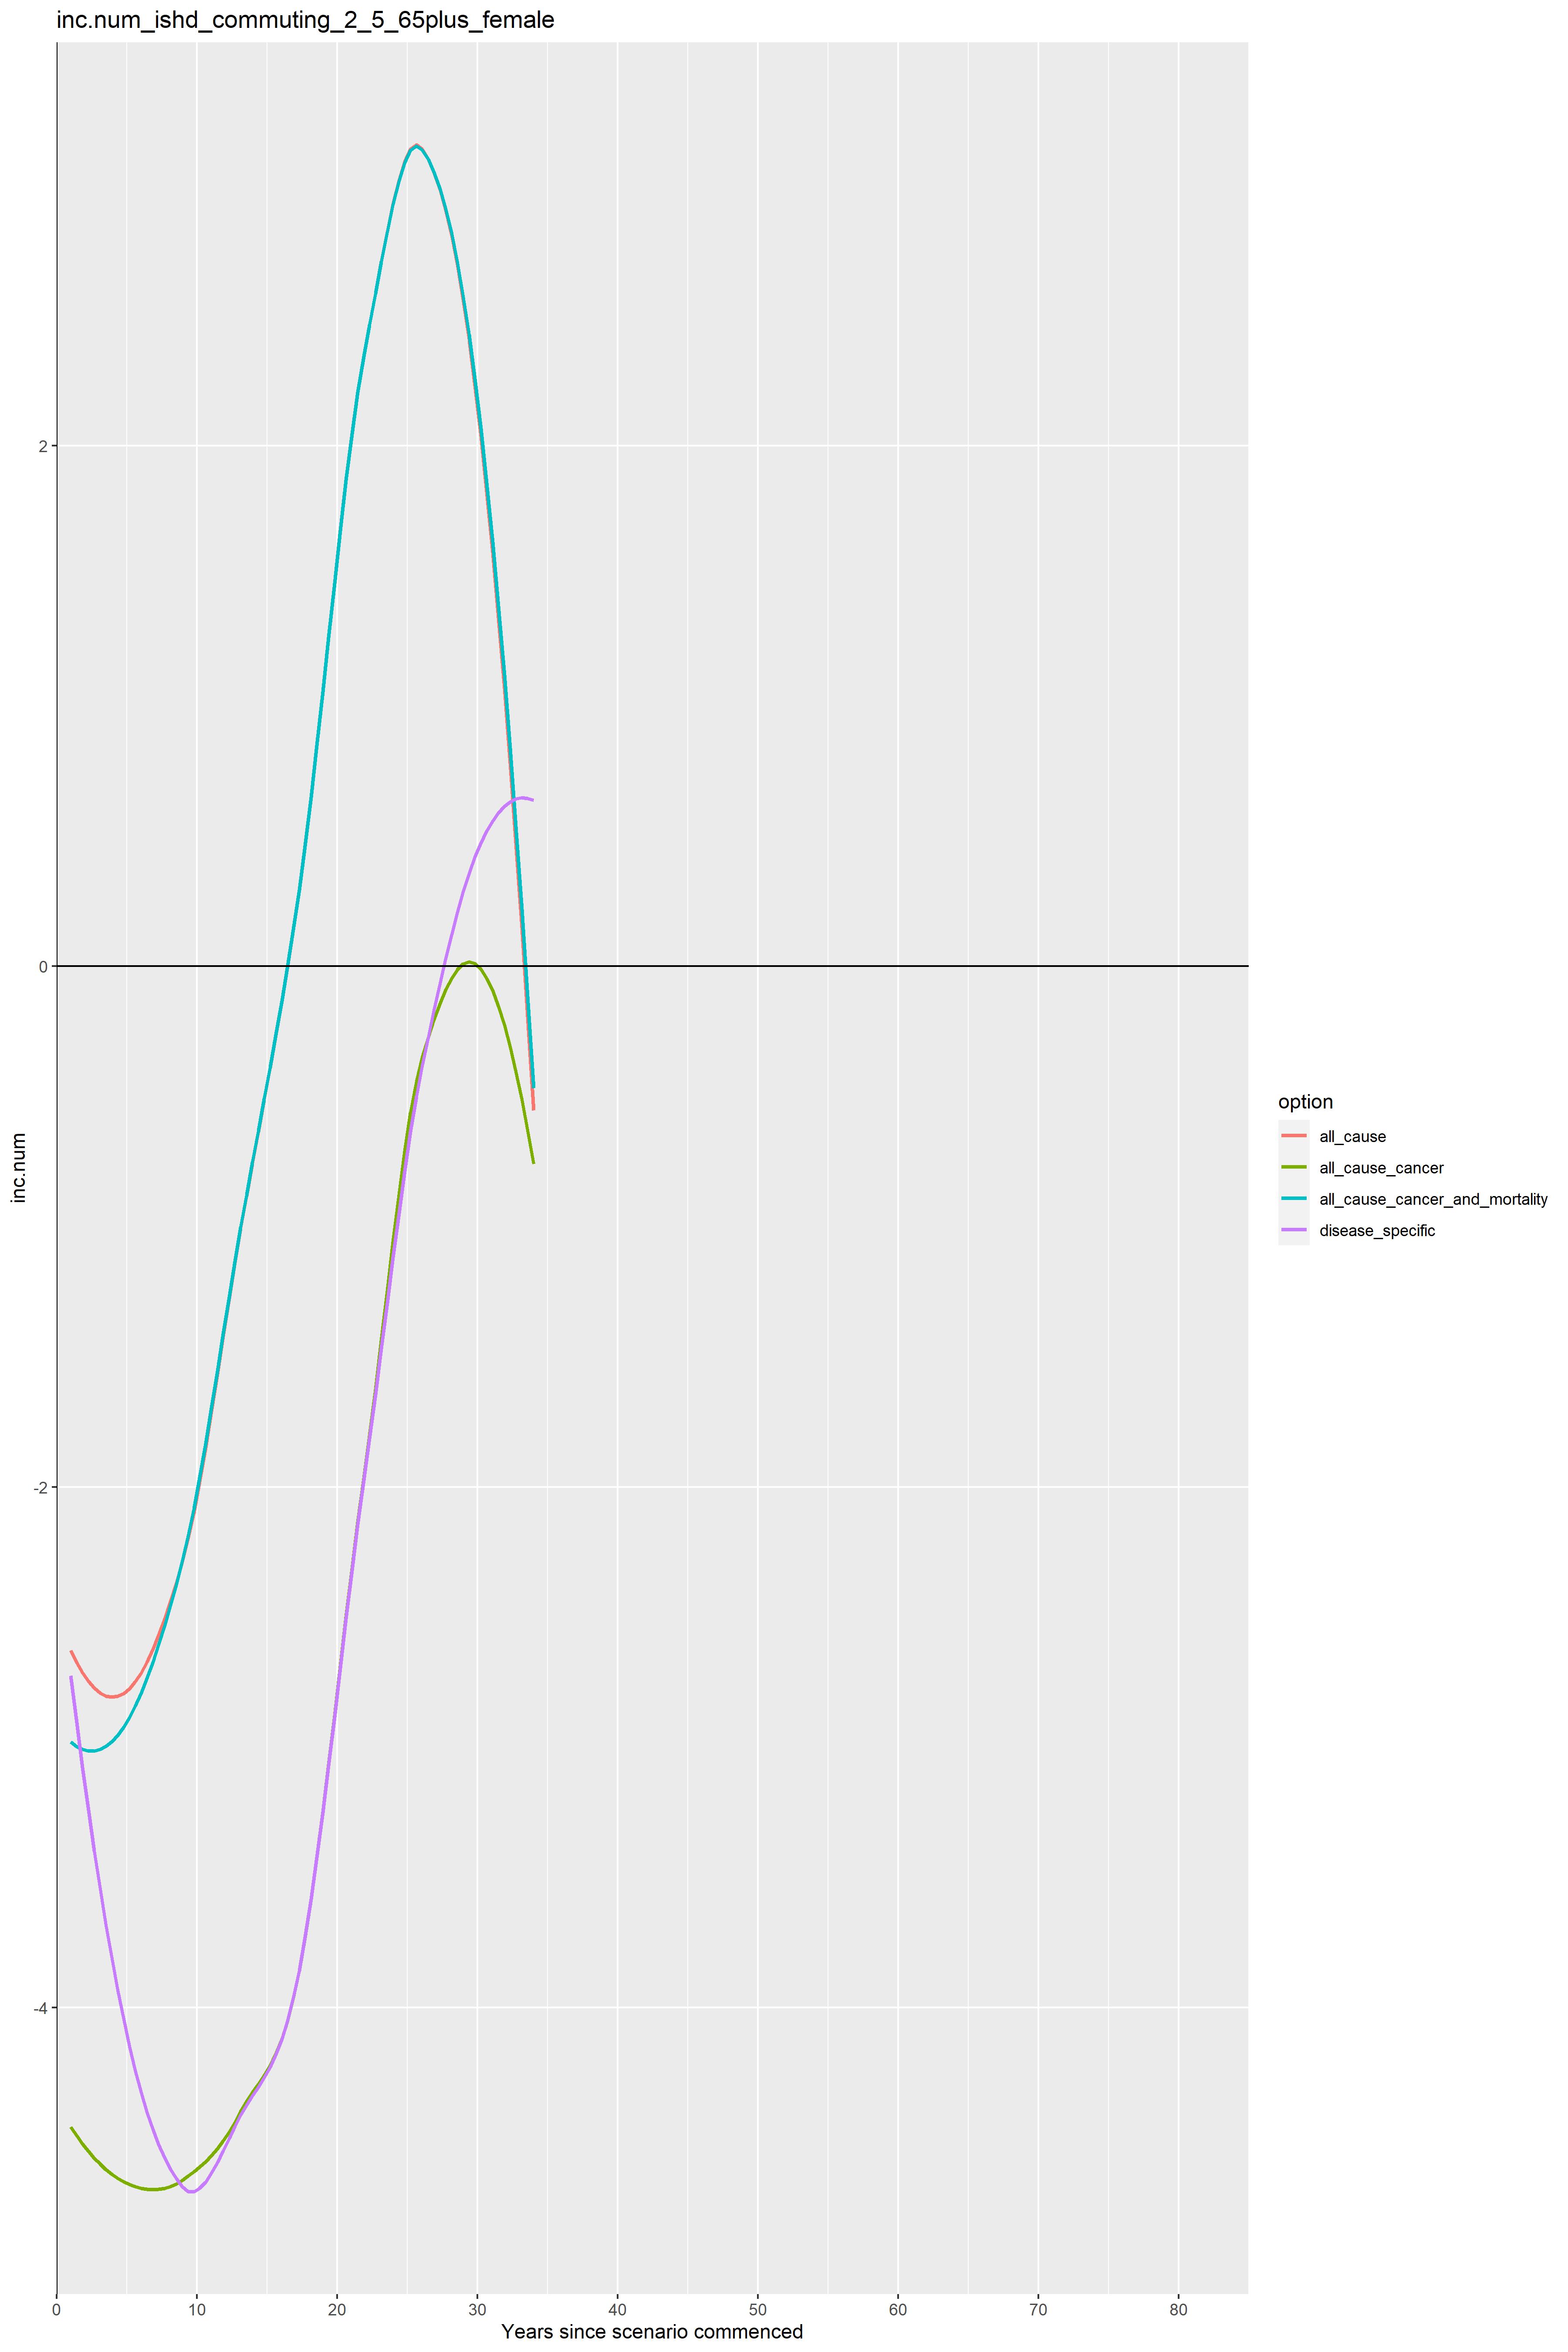 inc.num_ishd_commuting_2_5_65plus_female
2
0
-2
-4
inc.num
0 10 20 30 40 50 60 70 80
Years since scenario commenced
option
all_cause
all_cause_cancer
all_cause_cancer_and_mortality
disease_specific